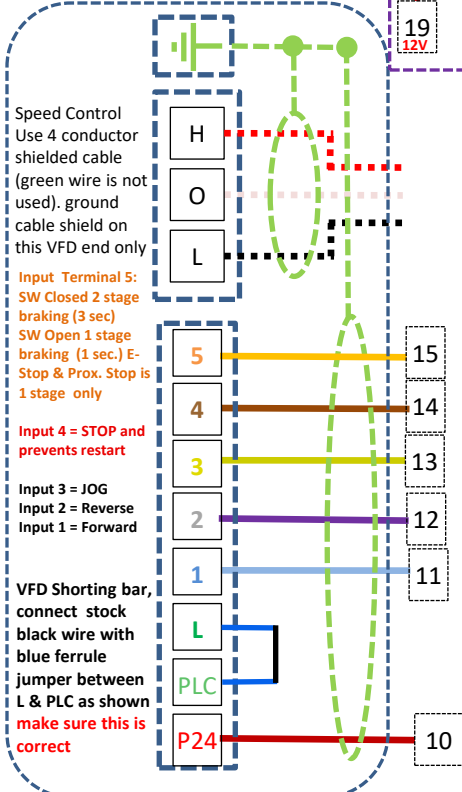 19
12V
Speed Control
Use 4 conductor
shielded cable
(green wire is not
used). ground
cable shield on
this VFD end only
H
O
L
Input Terminal 5:
SW Closed 2 stage
braking (3 sec)
SW Open 1 stage
braking (1 sec.) E-
Stop & Prox. Stop is
1 stage only
Input 4 = STOP and
prevents restart
Input 3 = JOG
Input 2 = Reverse
Input 1 = Forward
VFD Shorting bar,
connect stock
black wire with
blue ferrule
jumper between
L & PLC as shown
make sure this is
correct
5
15
4
14
3
13
2
12
1
11
L
PLC
P24
10